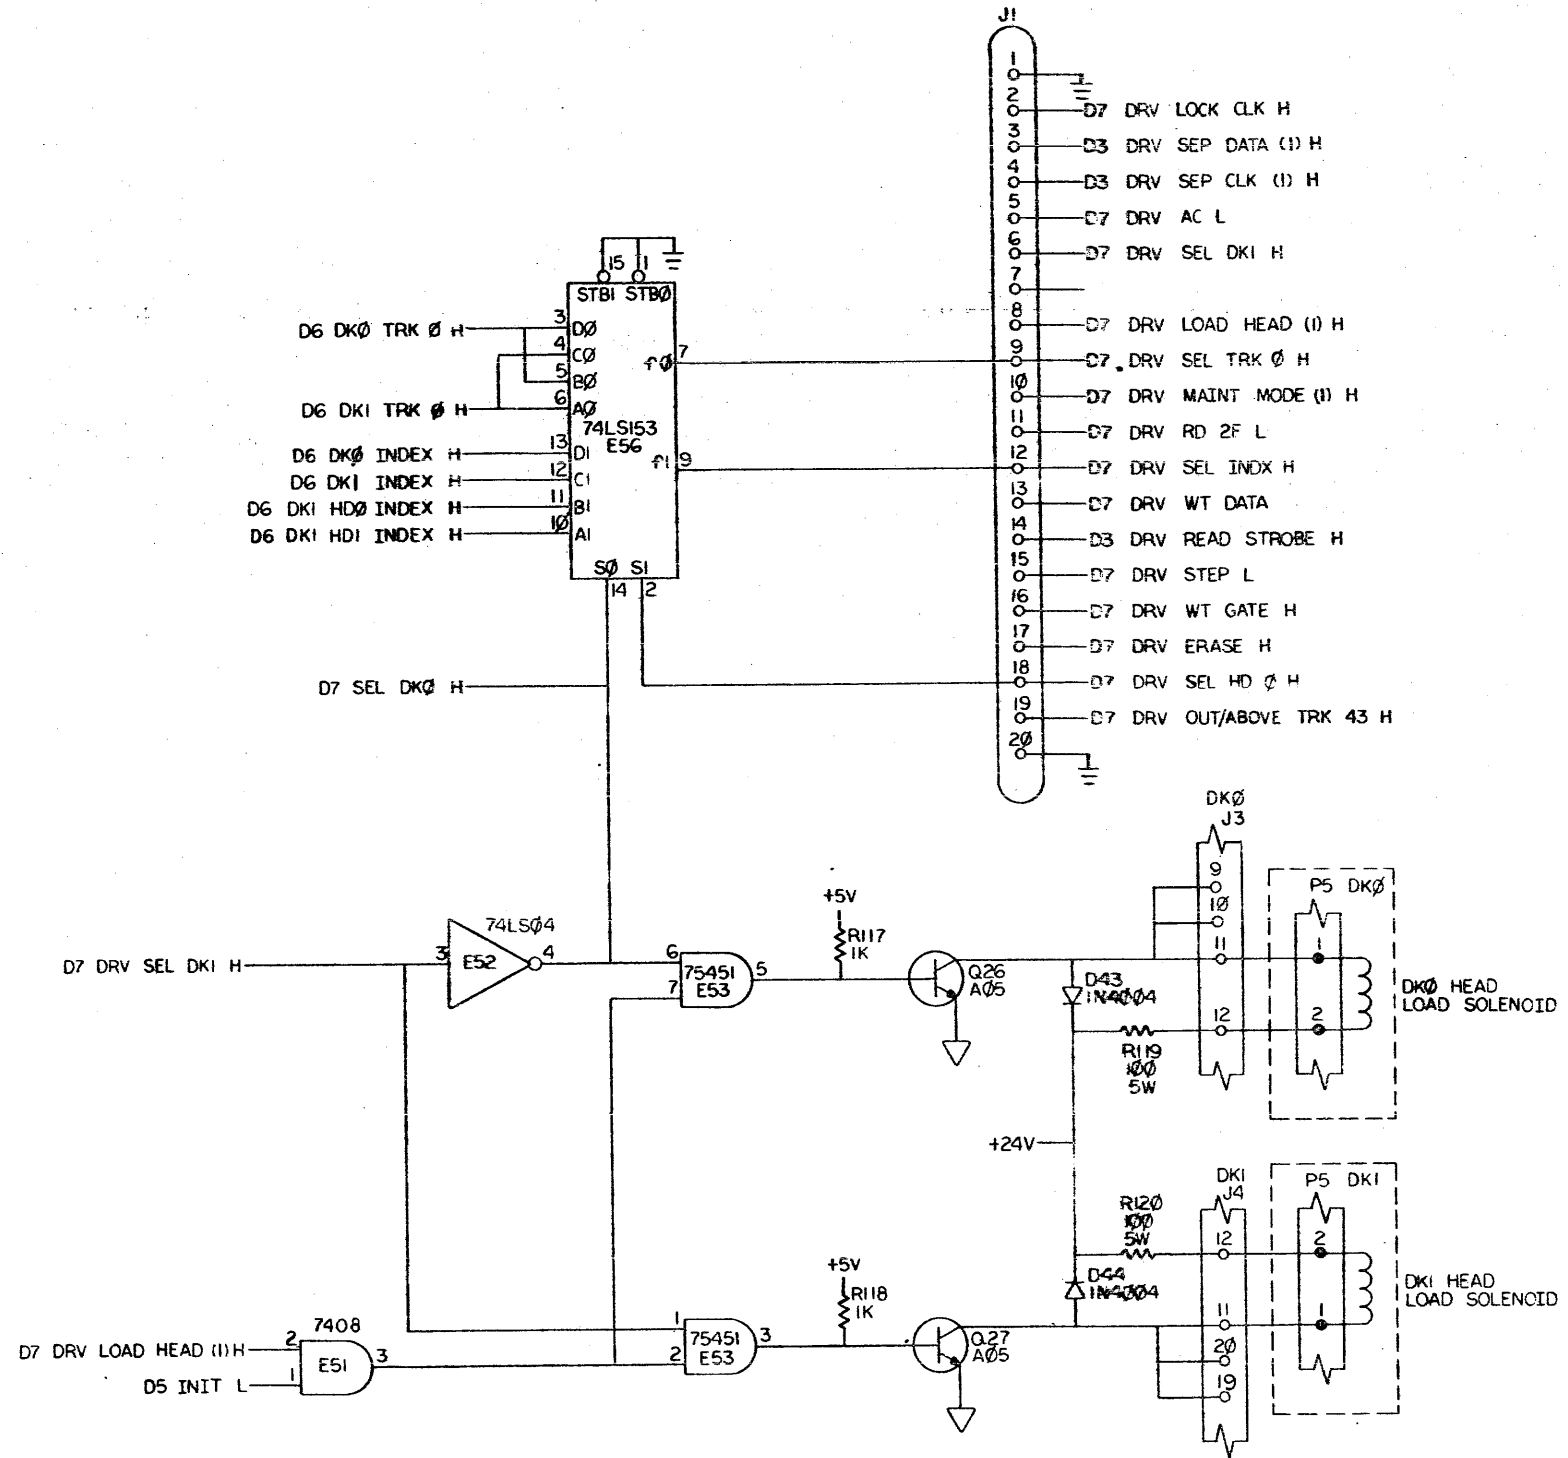 J1
1
2
D7 DRV LOCK CLK H
3
D3 DRV SEP DATA (1) H
4
D3 DRV SEP CLK (1) H
5
D7 DRV AC L
6
D7 DRV SEL DK1 H
7
8
D7 DRV LOAD HEAD (1) H
9
D7 DRV SEL TRK Ø H
1Ø
D7 DRV MAINT MODE (1) H
11
D7 DRV RD 2F L
12
D7 DRV SEL INDX H
13
D7 DRV WT DATA
14
D3 DRV READ STROBE H
15
D7 DRV STEP L
16
D7 DRV WT GATE H
17
D7 DRV ERASE H
18
D7 DRV SEL HD Ø H
19
D7 DRV OUT/ABOVE TRK 43 H
2Ø
15 1
STB1 STBØ
D6 DKØ TRK Ø H 3 DØ
4 CØ
5 BØ
D6 DK1 TRK Ø H 6 AØ
fØ 7
74LS153
E56
D6 DKØ INDEX H 13 D1
D6 DK1 INDEX H 12 C1
D6 DK1 HDØ INDEX H 11 B1
D6 DK1 HD1 INDEX H 1Ø A1
f1 9
SØ S1
14 2
D7 SEL DKØ H
D7 DRV SEL DK1 H
3 E52 4
74LSØ4
6
7
75451
E53
5
+5V
R117
1K
Q26
AØ5
D43
1N4ØØ4
R119
1ØØ
5W
DKØ
J3
9
1Ø
11
12
P5 DKØ
1
2
DKØ HEAD
LOAD SOLENOID
+24V
R12Ø
1ØØ
5W
D44
1N4ØØ4
DK1
J4
12
11
2Ø
19
P5 DK1
2
1
DK1 HEAD
LOAD SOLENOID
7408
D7 DRV LOAD HEAD (1) H 2
D5 INIT L 1
E51
3
1
2
75451
E53
3
+5V
R118
1K
Q27
AØ5